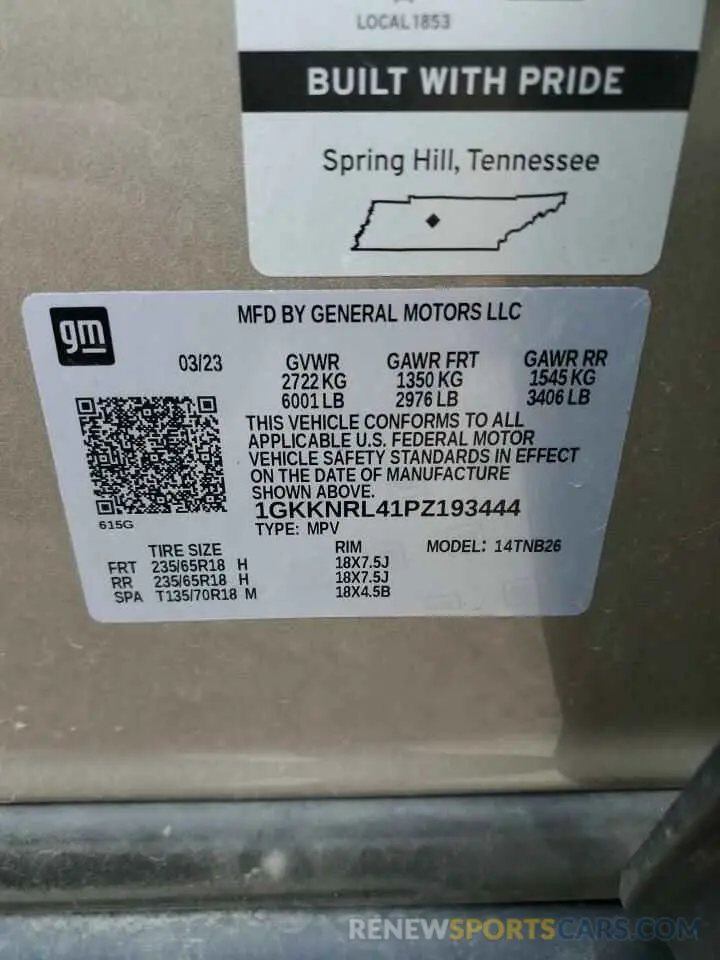 LOCAL 1853
BUILT WITH PRIDE
Spring Hill, Tennessee
gm
MFD BY GENERAL MOTORS LLC
03/23 GVWR GAWR FRT GAWR RR
2722 KG 1350 KG 1545 KG
6001 LB 2976 LB 3406 LB
THIS VEHICLE CONFORMS TO ALL
APPLICABLE U.S. FEDERAL MOTOR
VEHICLE SAFETY STANDARDS IN EFFECT
ON THE DATE OF MANUFACTURE
SHOWN ABOVE.
1GKKNRL41PZ193444
615G
TYPE: MPV
TIRE SIZE RIM MODEL: 14TNB26
FRT 235/65R18 H 18X7.5J
RR 235/65R18 H 18X7.5J
SPA T135/70R18 M 18X4.5B
RENEWSPORTSCARS.COM